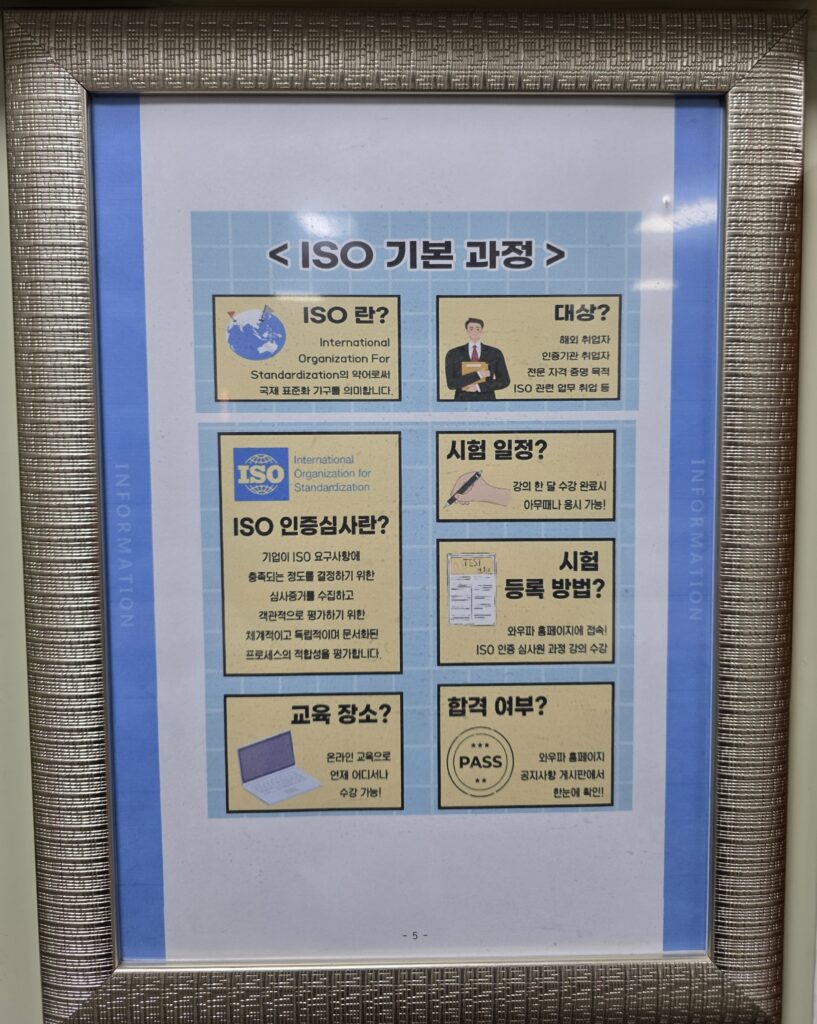 < ISO 기본 과정 >
ISO 란?
International
Organization For
Standardization의 약어로써
국제 표준화 기구를 의미합니다.
대상?
해외 취업자
인증기관 취업자
전문 자격 증명 목적
ISO 관련 업무 취업 등
ISO
International
Organization for
Standardization
ISO 인증심사란?
기업이 ISO 요구사항에
충족되는 정도를 결정하기 위한
심사증거를 수집하고
객관적으로 평가하기 위한
체계적이고 독립적이며 문서화된
프로세스의 적합성을 평가합니다.
시험 일정?
강의 한 달 수강 완료시
아무때나 응시 가능!
시험
등록 방법?
TEST
와우파 홈페이지에 접속!
ISO 인증 심사원 과정 강의 수강
교육 장소?
온라인 교육으로
언제 어디서나
수강 가능!
합격 여부?
PASS
와우파 홈페이지
공지사항 게시판에서
한눈에 확인!
INFORMATION
INFORMATION
- 5 -